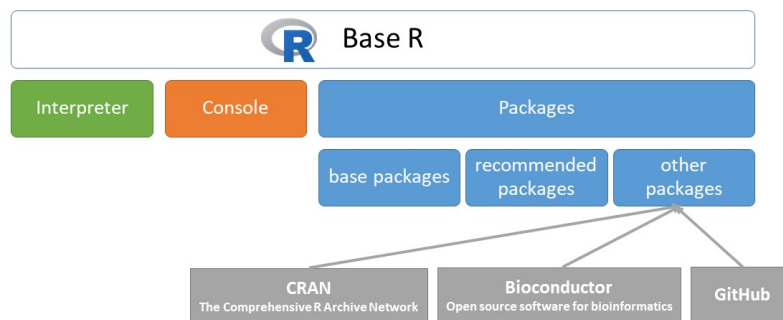 R Base R
Interpreter
Console
Packages
base packages
recommended
packages
other
packages
CRAN
The Comprehensive R Archive Network
Bioconductor
Open source software for bioinformatics
GitHub